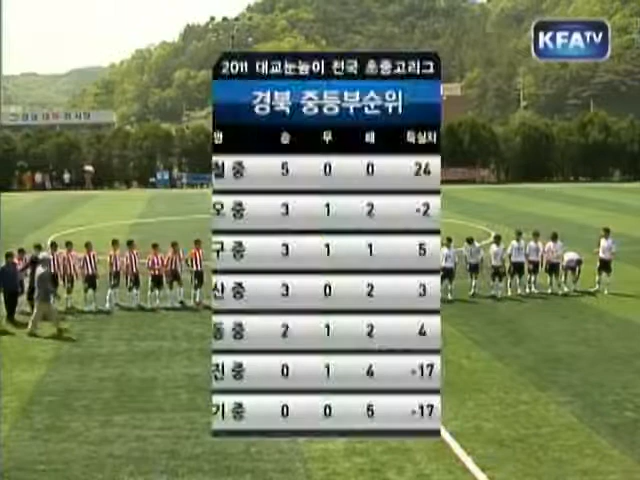 KFATV
2011 대교눈높이 전국 초중고리그
경북 중등부순위
승 무 패 득실차
철중 5 0 0 24
오중 3 1 2 -2
구중 3 1 1 5
산중 3 0 2 3
동중 2 1 2 4
진중 0 1 4 -17
기중 0 0 5 -17